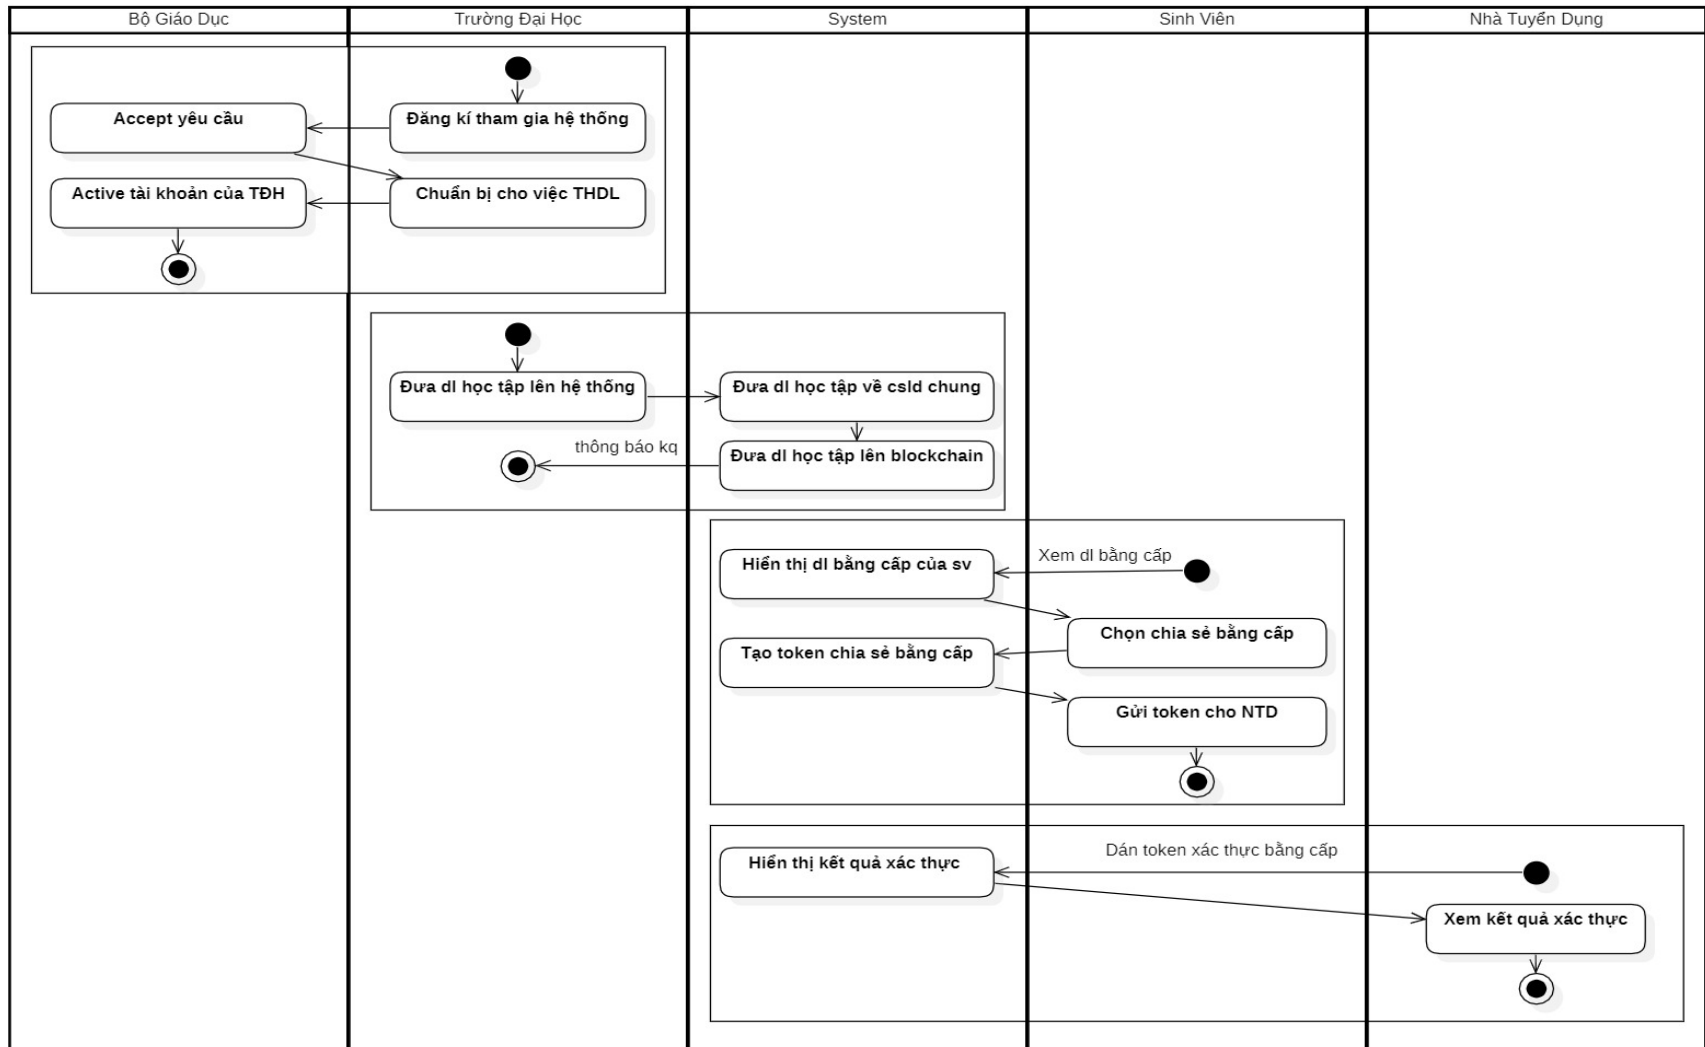 Bộ Giáo Dục
Trường Đại Học
System
Sinh Viên
Nhà Tuyển Dụng
Đăng kí tham gia hệ thống
Accept yêu cầu
Chuẩn bị cho việc THDL
Active tài khoản của TĐH
Đưa dl học tập lên hệ thống
Đưa dl học tập về csld chung
thông báo kq
Đưa dl học tập lên blockchain
Xem dl bằng cấp
Hiển thị dl bằng cấp của sv
Chọn chia sẻ bằng cấp
Tạo token chia sẻ bằng cấp
Gửi token cho NTD
Dán token xác thực bằng cấp
Hiển thị kết quả xác thực
Xem kết quả xác thực